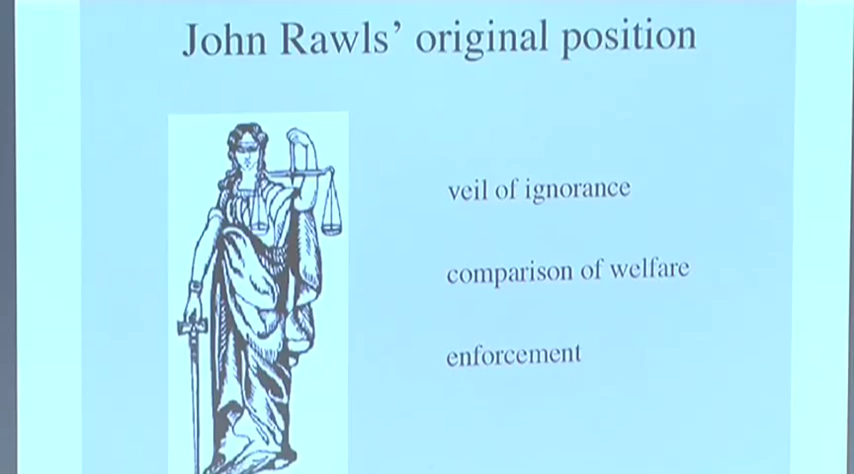 John Rawls’ original position
veil of ignorance
comparison of welfare
enforcement